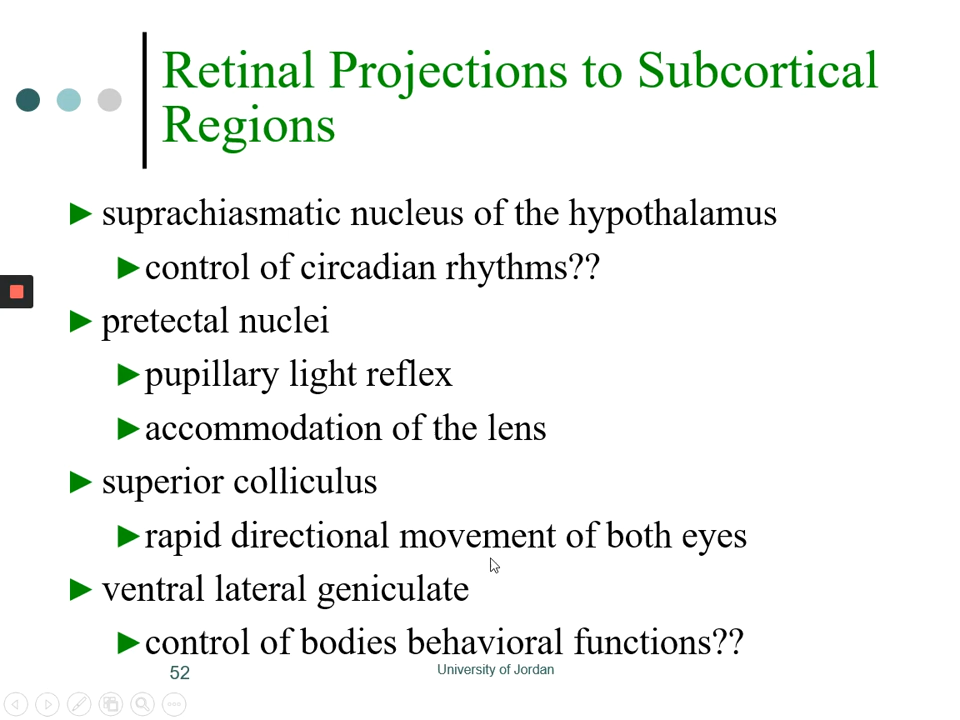 Retinal Projections to Subcortical
Regions
suprachiasmatic nucleus of the hypothalamus
control of circadian rhythms??
pretectal nuclei
pupillary light reflex
accommodation of the lens
superior colliculus
rapid directional movement of both eyes
ventral lateral geniculate
control of bodies behavioral functions??
52
University of Jordan